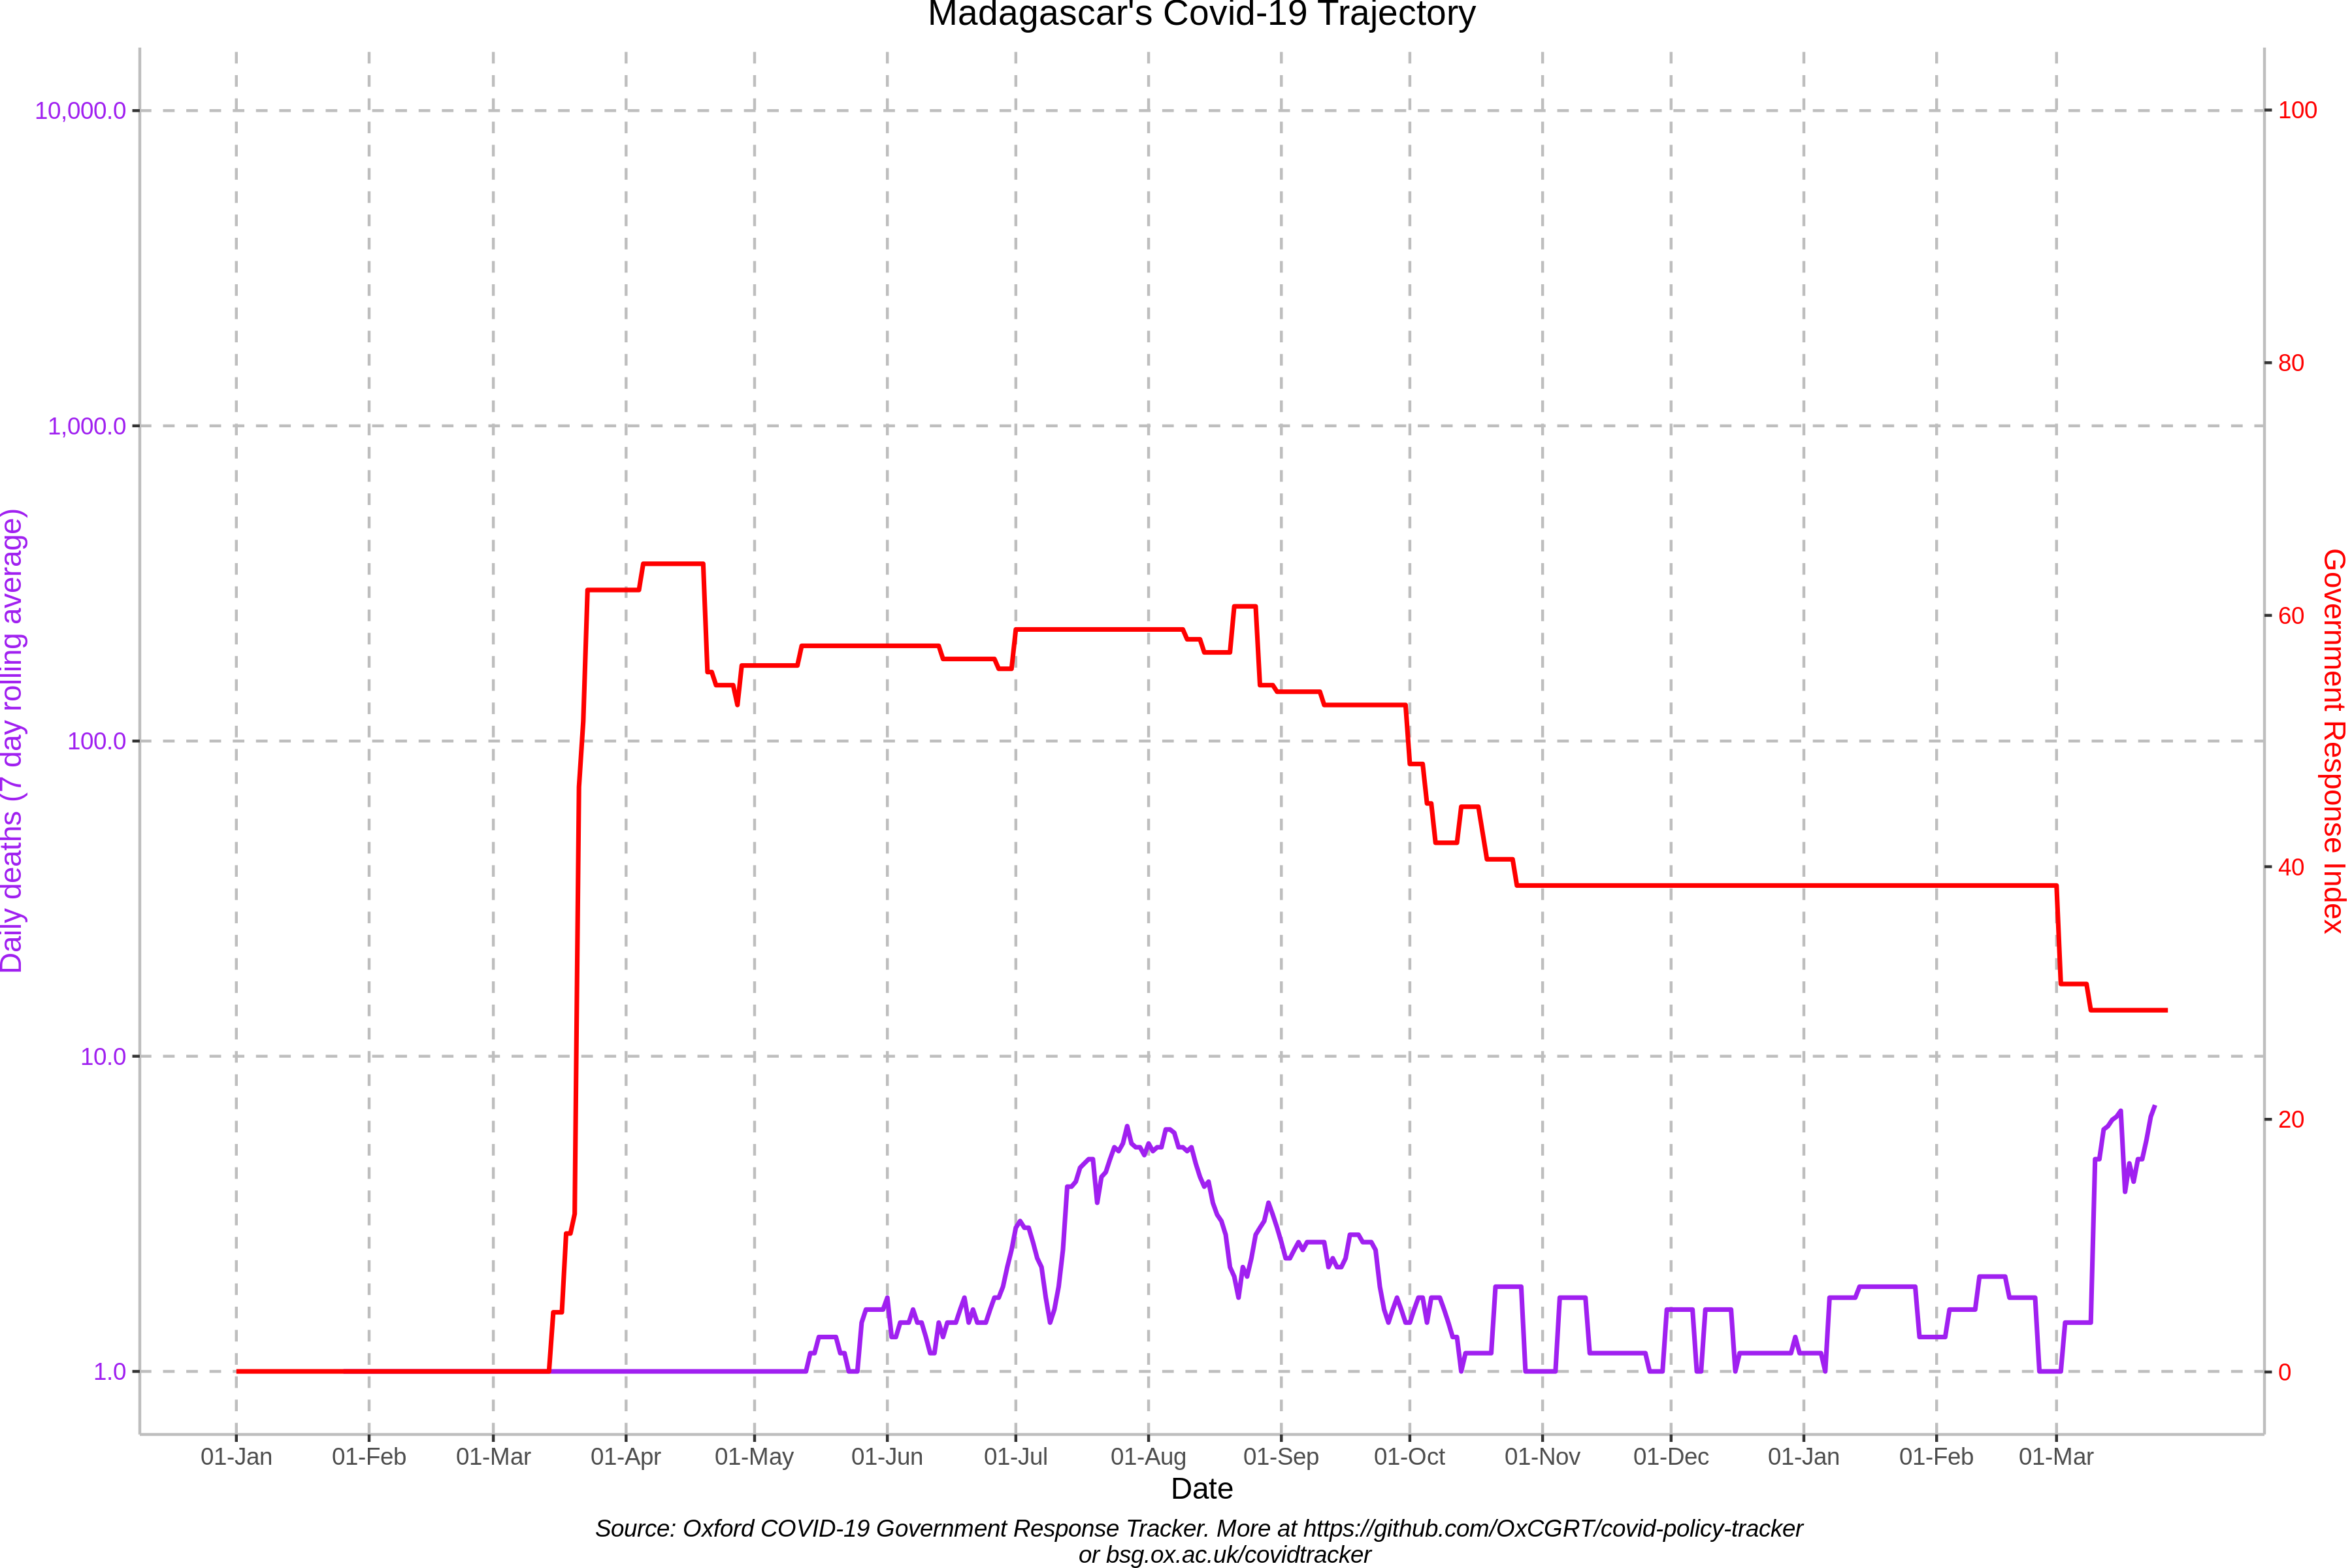 Madagascar's Covid-19 Trajectory
10,000.0
1,000.0
100.0
10.0
1.0
Daily deaths (7 day rolling average)
100
80
60
40
20
0
Government Response Index
01-Jan 01-Feb 01-Mar 01-Apr 01-May 01-Jun 01-Jul 01-Aug 01-Sep 01-Oct 01-Nov 01-Dec 01-Jan 01-Feb 01-Mar
Date
Source: Oxford COVID-19 Government Response Tracker. More at https://github.com/OxCGRT/covid-policy-tracker
or bsg.ox.ac.uk/covidtracker